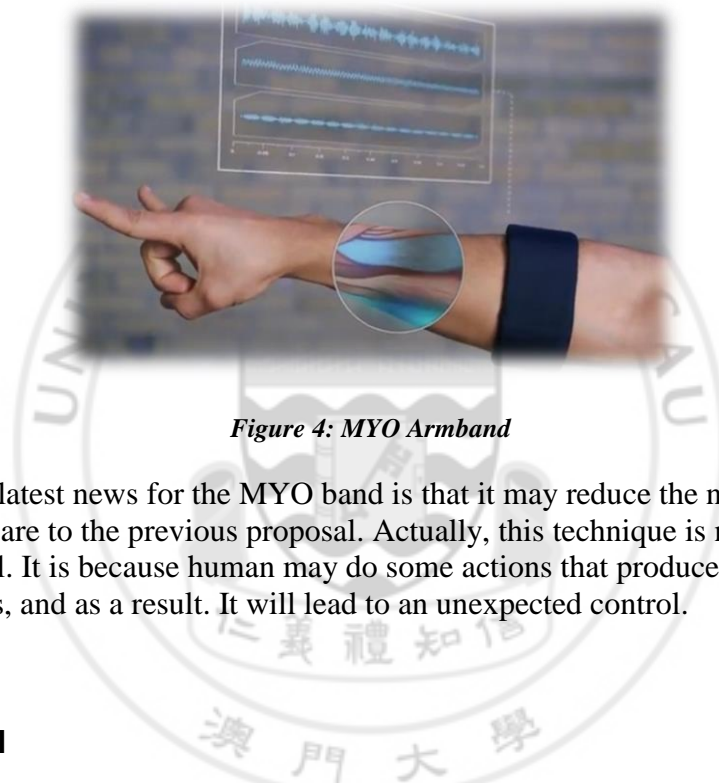 Figure 4: MYO Armband
latest news for the MYO band is that it may reduce the
are to the previous proposal. Actually, this technique is
l. It is because human may do some actions that produce
s, and as a result. It will lead to an unexpected control.
仁義禮知信
澳門大學